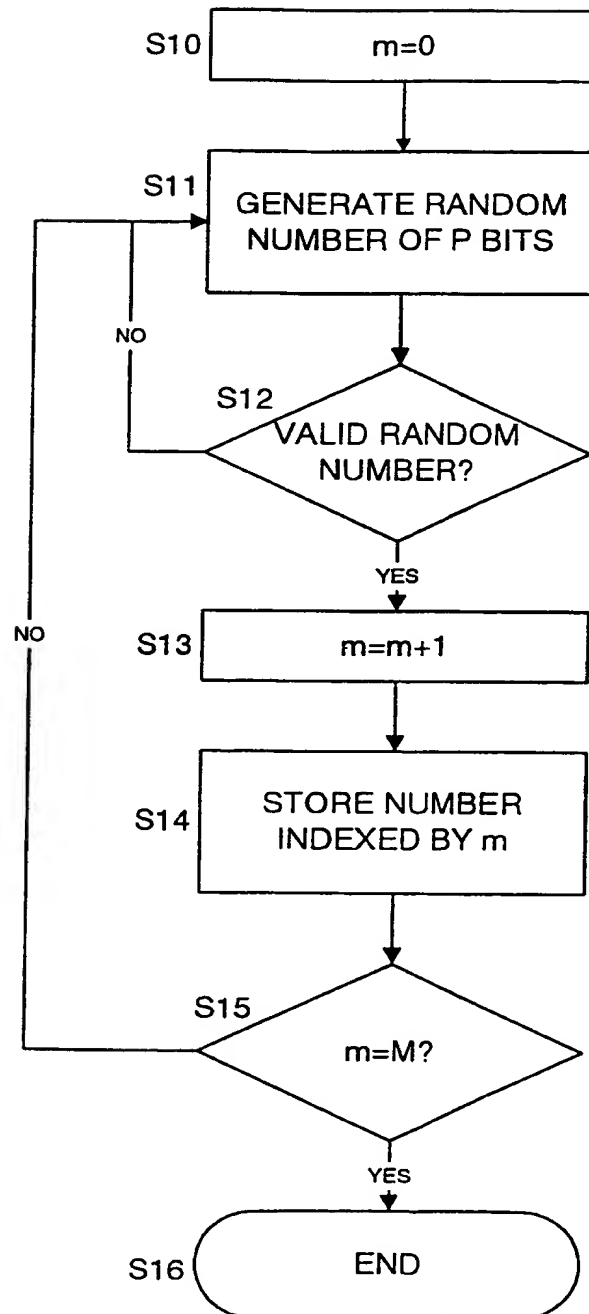 S10
m=0
S11
GENERATE RANDOM
NUMBER OF P BITS
NO
S12
VALID RANDOM
NUMBER?
YES
NO
S13
m=m+1
S14
STORE NUMBER
INDEXED BY m
S15
m=M?
YES
S16
END